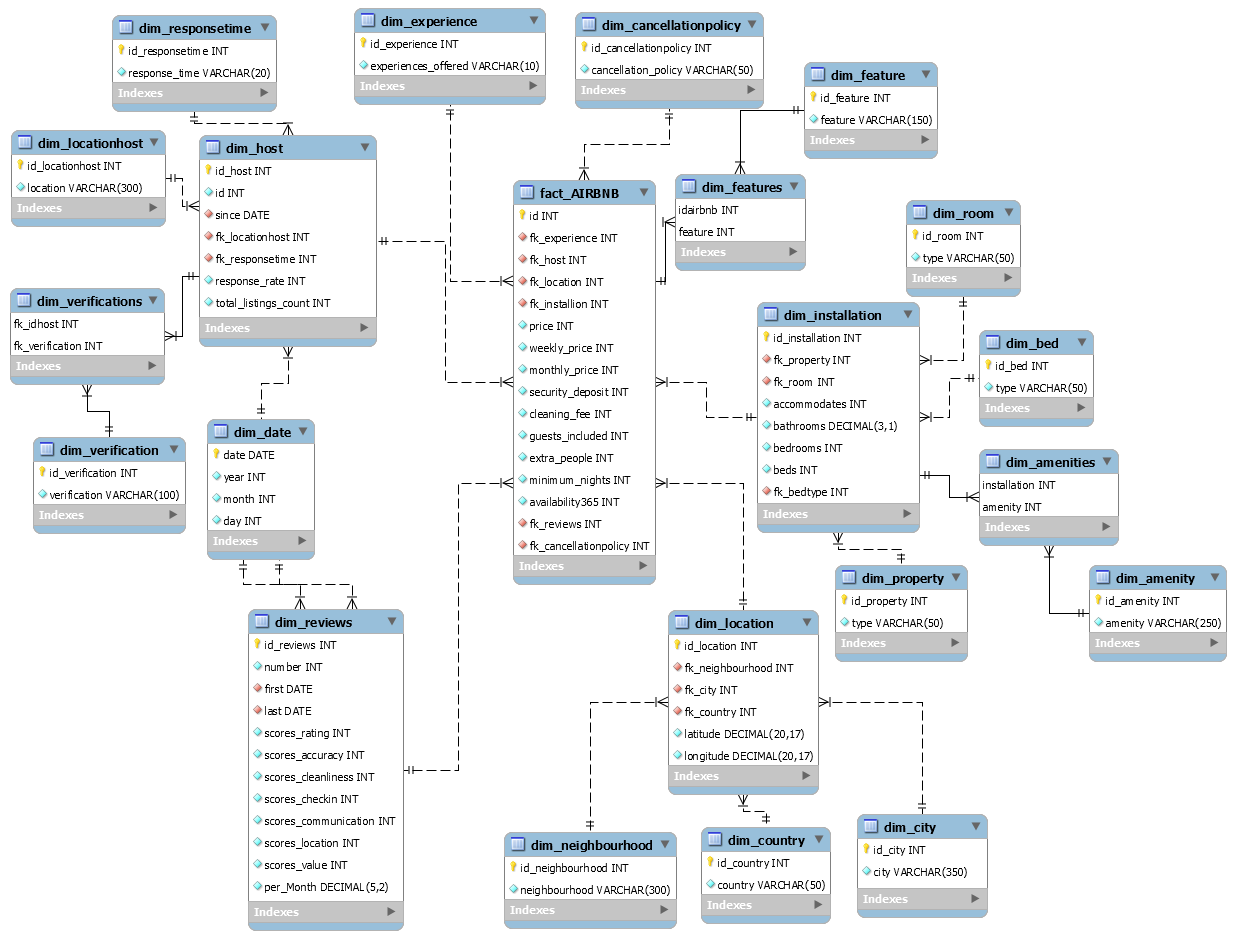 dim_responsetime
id_responsetime INT
response_time VARCHAR(20)
Indexes
dim_experience
id_experience INT
experiences_offered VARCHAR(10)
Indexes
dim_cancellationpolicy
id_cancellationpolicy INT
cancellation_policy VARCHAR(50)
Indexes
dim_feature
id_feature INT
feature VARCHAR(150)
Indexes
dim_locationhost
id_locationhost INT
location VARCHAR(300)
Indexes
dim_host
id_host INT
id INT
since DATE
fk_locationhost INT
fk_responsetime INT
response_rate INT
total_listings_count INT
Indexes
fact_AIRBNB
id INT
fk_experience INT
fk_host INT
fk_location INT
fk_installion INT
price INT
weekly_price INT
monthly_price INT
security_deposit INT
cleaning_fee INT
guests_included INT
extra_people INT
minimum_nights INT
availability365 INT
fk_reviews INT
fk_cancellationpolicy INT
Indexes
dim_features
idairbnb INT
feature INT
Indexes
dim_room
id_room INT
type VARCHAR(50)
Indexes
dim_verifications
fk_idhost INT
fk_verification INT
Indexes
dim_installation
id_installation INT
fk_property INT
fk_room INT
accommodates INT
bathrooms DECIMAL(3,1)
bedrooms INT
beds INT
fk_bedtype INT
Indexes
dim_bed
id_bed INT
type VARCHAR(50)
Indexes
dim_verification
id_verification INT
verification VARCHAR(100)
Indexes
dim_date
date DATE
year INT
month INT
day INT
Indexes
dim_amenities
installation INT
amenity INT
Indexes
dim_property
id_property INT
type VARCHAR(50)
Indexes
dim_amenity
id_amenity INT
amenity VARCHAR(250)
Indexes
dim_reviews
id_reviews INT
number INT
first DATE
last DATE
scores_rating INT
scores_accuracy INT
scores_cleanliness INT
scores_checkin INT
scores_communication INT
scores_location INT
scores_value INT
per_Month DECIMAL(5,2)
Indexes
dim_location
id_location INT
fk_neighbourhood INT
fk_city INT
fk_country INT
latitude DECIMAL(20,17)
longitude DECIMAL(20,17)
Indexes
dim_neighbourhood
id_neighbourhood INT
neighbourhood VARCHAR(300)
Indexes
dim_country
id_country INT
country VARCHAR(50)
Indexes
dim_city
id_city INT
city VARCHAR(350)
Indexes